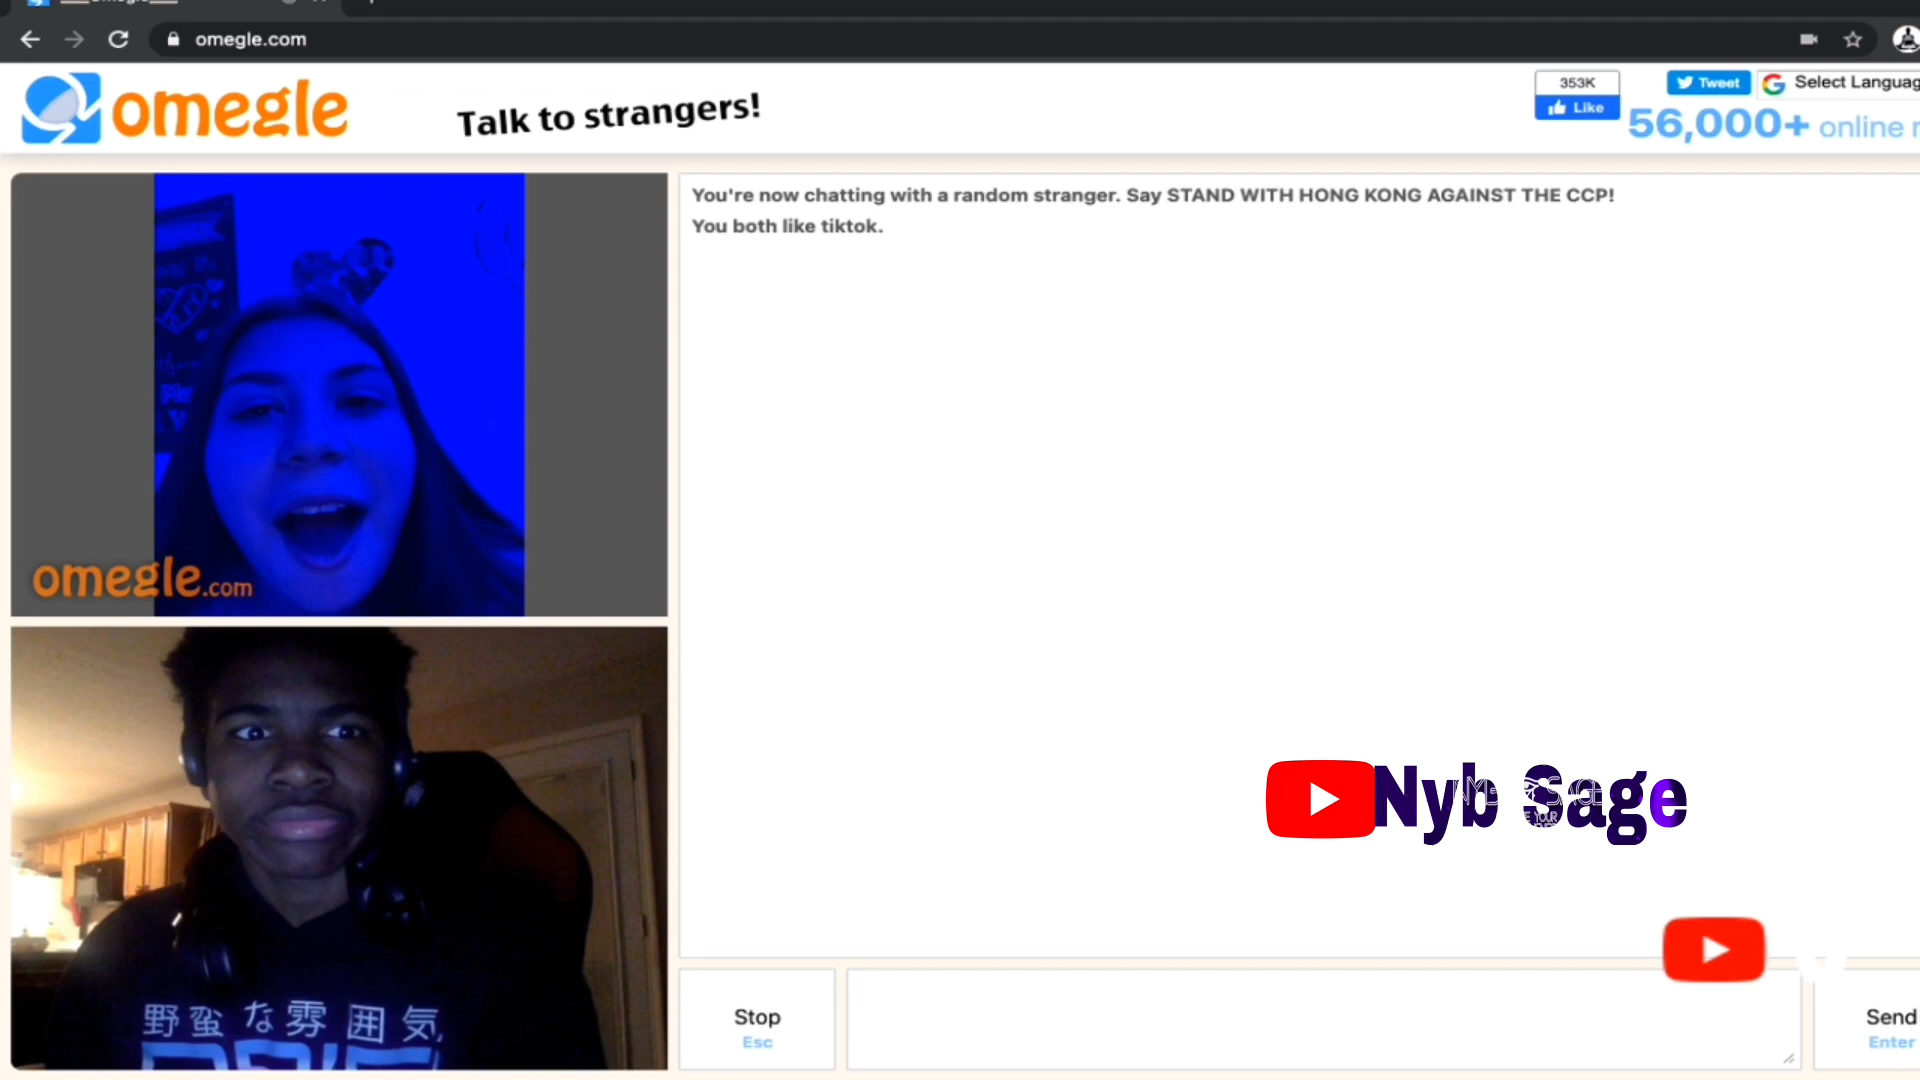 omegle.com
omegle
Talk to strangers!
353K
Like
Tweet
Select Languag
56,000+ online
You're now chatting with a random stranger. Say STAND WITH HONG KONG AGAINST THE CCP!
You both like tiktok.
omegle.com
Nyb Sage
野蛮な雰囲気
Stop
Esc
Send
Enter